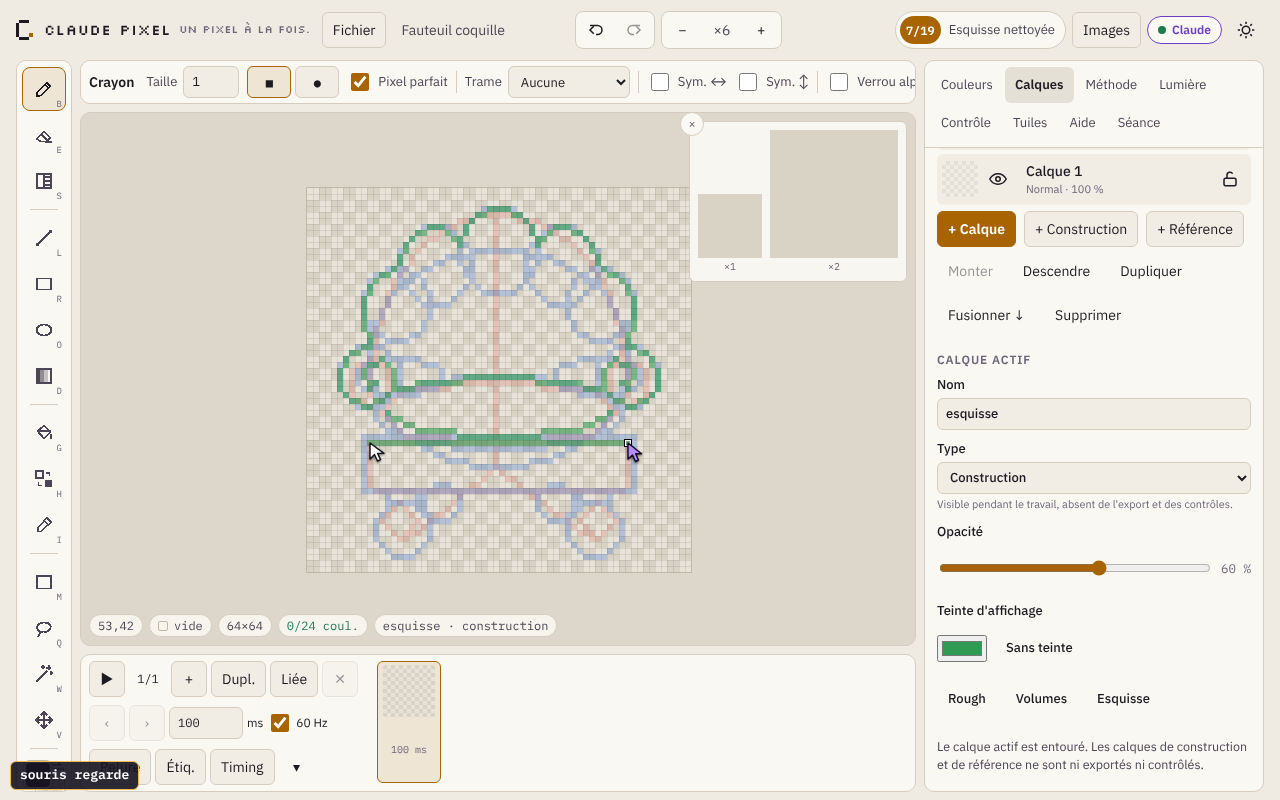 CLAUDE PIXEL UN PIXEL À LA FOIS. Fichier Fauteuil coquille − ×6 + 7/19 Esquisse nettoyée Images Claude
Crayon Taille 1 Pixel parfait Trame Aucune Sym. ↔ Sym. ↕ Verrou alp
B
E
S
L
R
O
D
G
H
I
M
Q
W
V
×
×1 ×2
53,42 vide 64×64 0/24 coul. esquisse · construction
1/1 + Dupl. Liée ×
‹ › 100 ms 60 Hz
Étiq. Timing ▼
100 ms
souris regarde
Couleurs Calques Méthode Lumière
Contrôle Tuiles Aide Séance
Calque 1
Normal · 100 %
+ Calque + Construction + Référence
Monter Descendre Dupliquer
Fusionner ↓ Supprimer
CALQUE ACTIF
Nom
esquisse
Type
Construction
Visible pendant le travail, absent de l'export et des contrôles.
Opacité
60 %
Teinte d'affichage
Sans teinte
Rough Volumes Esquisse
Le calque actif est entouré. Les calques de construction
et de référence ne sont ni exportés ni contrôlés.